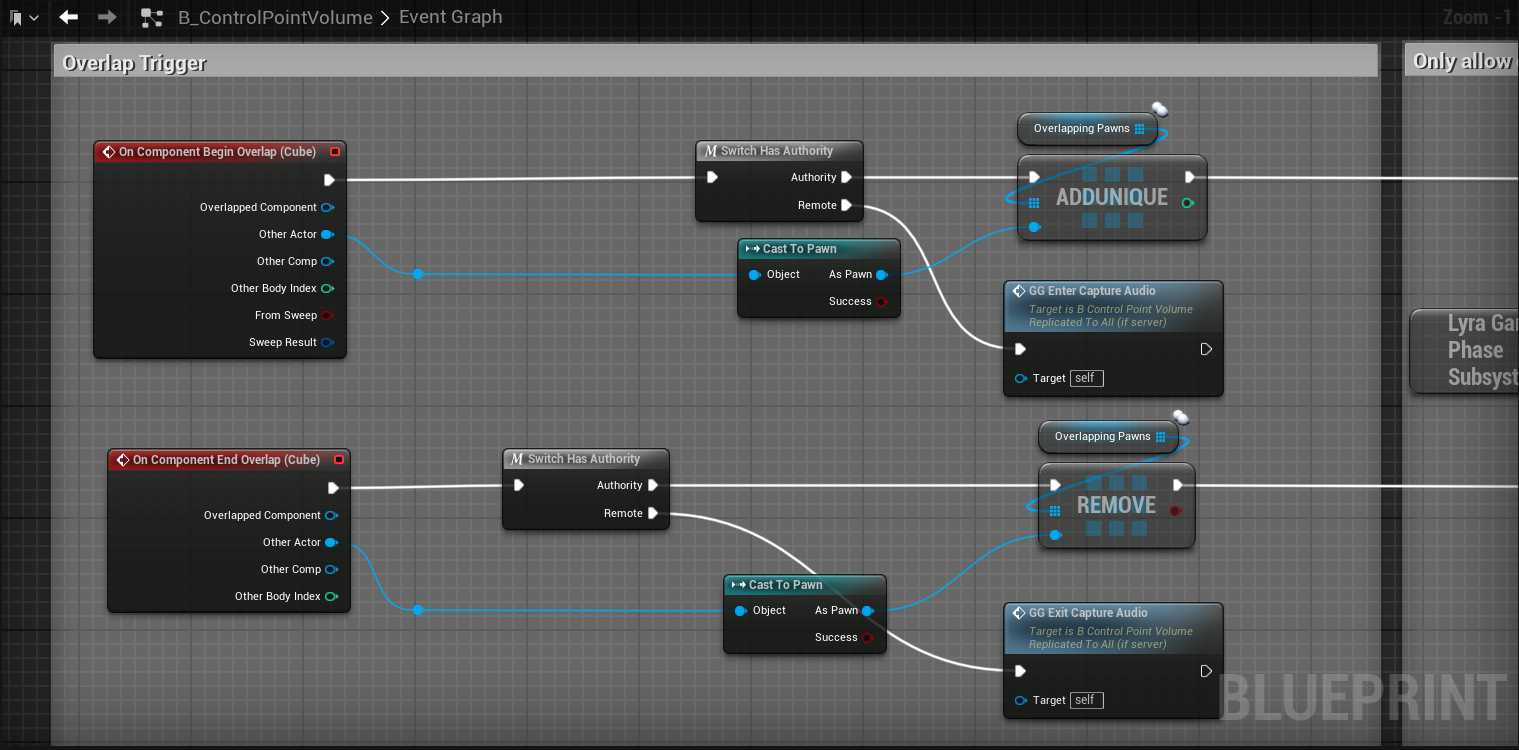 B_ControlPointVolume > Event Graph
Zoom -1
Overlap Trigger
Only allow
Overlapping Pawns
On Component Begin Overlap (Cube)
Overlapped Component
Other Actor
Other Comp
Other Body Index
From Sweep
Sweep Result
Switch Has Authority
Authority
Remote
ADDUNIQUE
Cast To Pawn
Object As Pawn
Success
GG Enter Capture Audio
Target is B Control Point Volume
Replicated To All (if server)
Target self
Lyra Ga
Phase
Subsyst
Overlapping Pawns
On Component End Overlap (Cube)
Overlapped Component
Other Actor
Other Comp
Other Body Index
Switch Has Authority
Authority
Remote
REMOVE
Cast To Pawn
Object As Pawn
Success
GG Exit Capture Audio
Target is B Control Point Volume
Replicated To All (if server)
Target self
BLUEPRINT